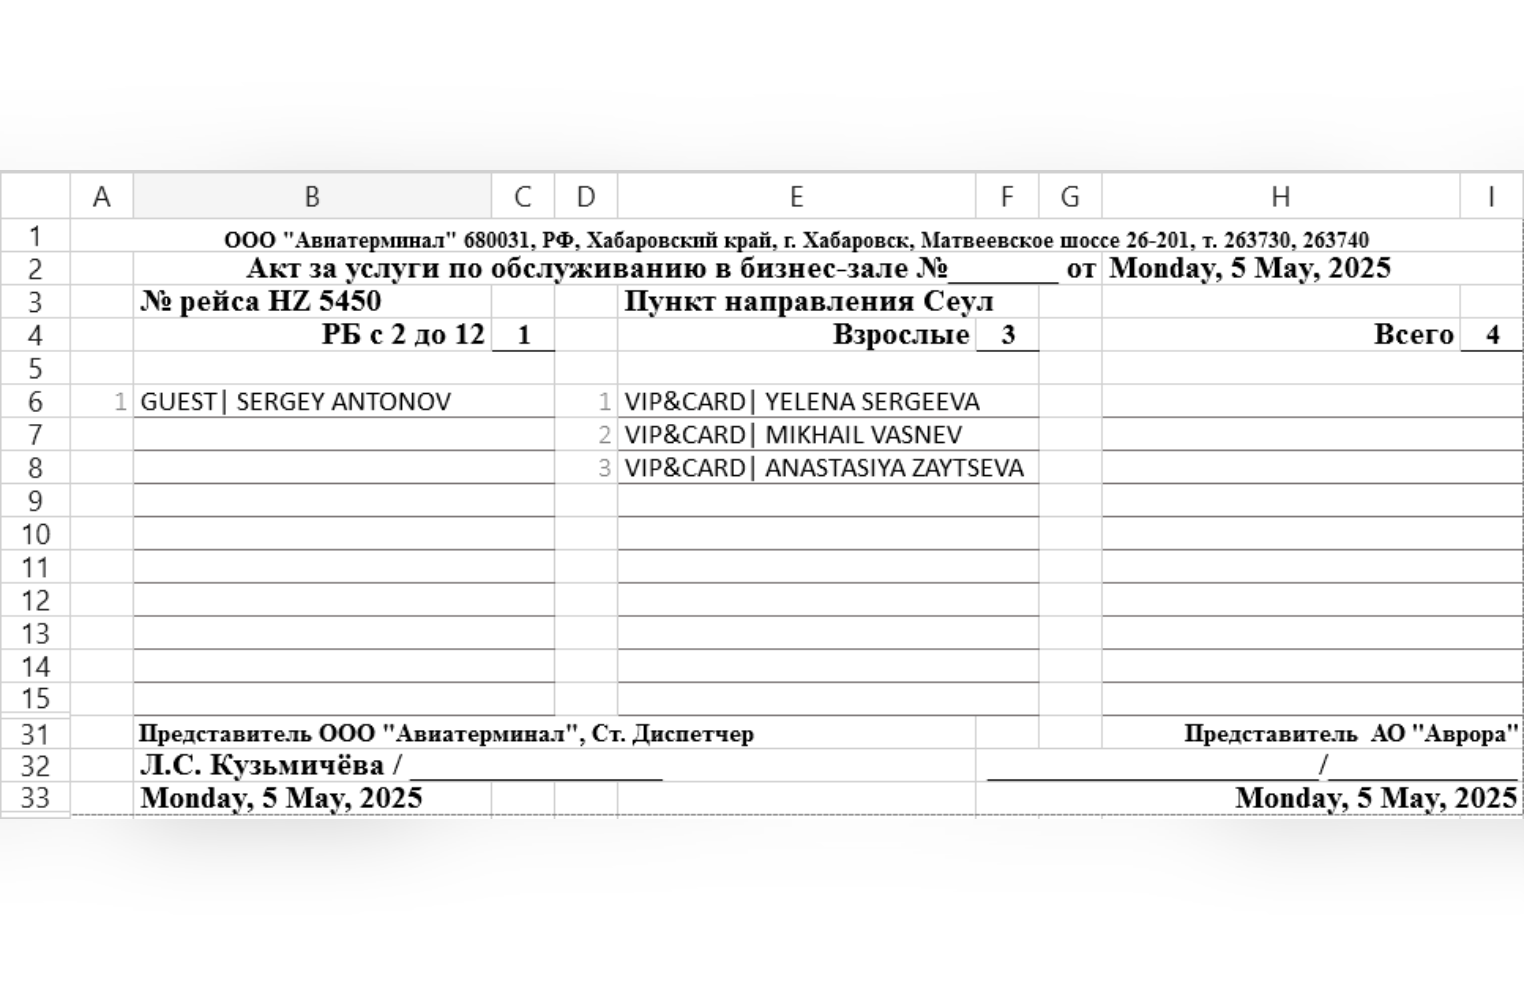 A B C D E F G H I
1 ООО "Авиатерминал" 680031, РФ, Хабаровский край, г. Хабаровск, Матвеевское шоссе 26-201, т. 263730, 263740
2 Акт за услуги по обслуживанию в бизнес-зале №________ от Monday, 5 May, 2025
3 № рейса HZ 5450 Пункт направления Сеул
4 РБ с 2 до 12 1 Взрослые 3 Всего 4
5
6 1 GUEST| SERGEY ANTONOV 1 VIP&CARD| YELENA SERGEEVA
7 2 VIP&CARD| MIKHAIL VASNEV
8 3 VIP&CARD| ANASTASIYA ZAYTSEVA
9
10
11
12
13
14
15
31 Представитель ООО "Авиатерминал", Ст. Диспетчер Представитель АО "Аврора"
32 Л.С. Кузьмичёва / __________________ ________________________/______________
33 Monday, 5 May, 2025 Monday, 5 May, 2025